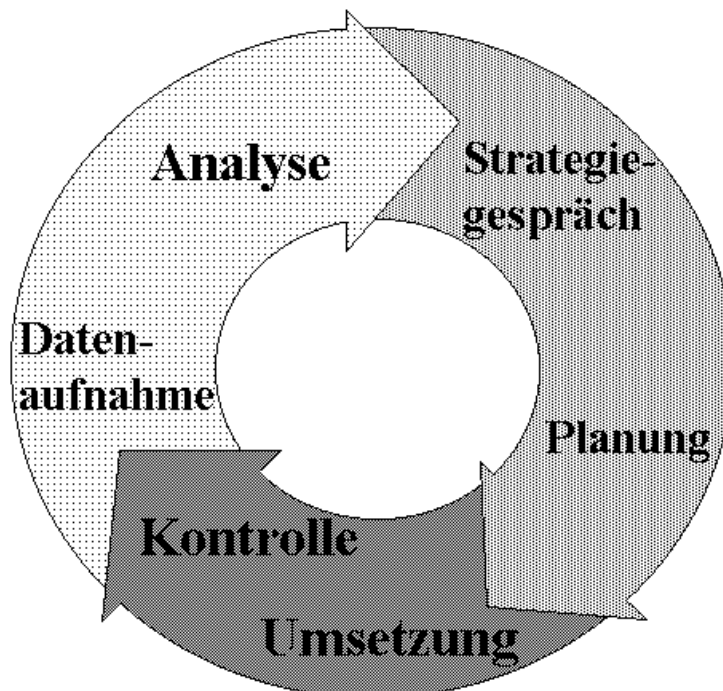 Analyse
Strategie-
gespräch
Daten-
aufnahme
Planung
Kontrolle
Umsetzung